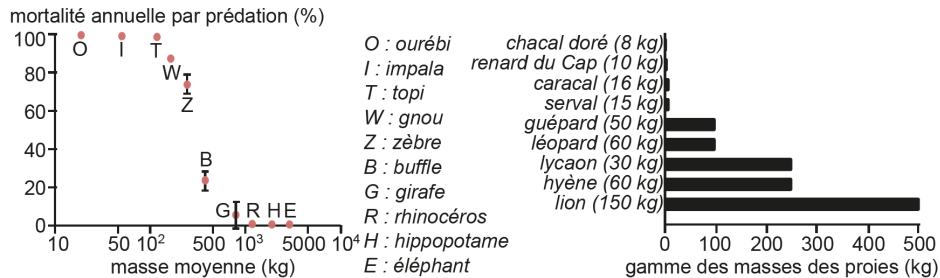 mortalité annuelle par prédation (%)
100
80
60
40
20
0
O
I
T
W
Z
B
G
R
H
E
10
50
10²
500
10³
5000
10⁴
masse moyenne (kg)
O : ourébi
I : impala
T : topi
W : gnou
Z : zèbre
B : buffle
G : girafe
R : rhinocéros
H : hippopotame
E : éléphant
chacal doré (8 kg)
renard du Cap (10 kg)
caracal (16 kg)
serval (15 kg)
guépard (50 kg)
léopard (60 kg)
lycaon (30 kg)
hyène (60 kg)
lion (150 kg)
0 100 200 300 400 500
gamme des masses des proies (kg)